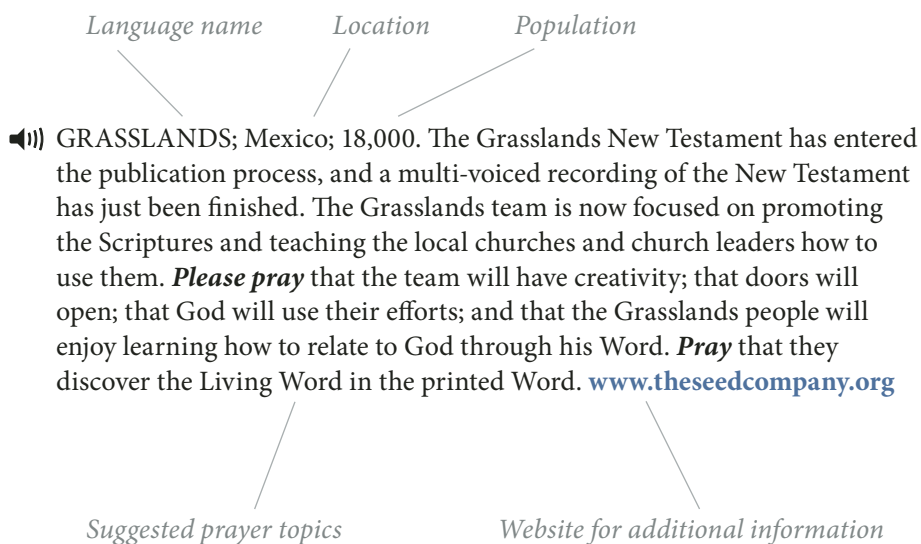 Language name Location Population
GRASSLANDS; Mexico; 18,000. The Grasslands New Testament has entered
the publication process, and a multi-voiced recording of the New Testament
has just been finished. The Grasslands team is now focused on promoting
the Scriptures and teaching the local churches and church leaders how to
use them. Please pray that the team will have creativity; that doors will
open; that God will use their efforts; and that the Grasslands people will
enjoy learning how to relate to God through his Word. Pray that they
discover the Living Word in the printed Word. www.theseedcompany.org
Suggested prayer topics Website for additional information